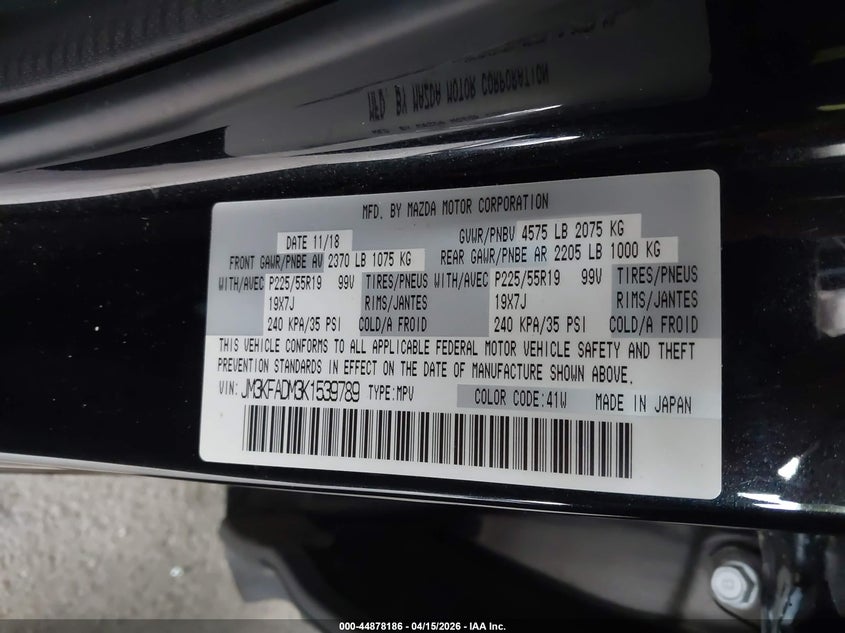 MFD. BY MAZDA MOTOR CORPORATION
MFD. BY MAZDA MOTOR CORPORATION
DATE 11/18 GVWR/PNBV 4575 LB 2075 KG
FRONT GAWR/PNBE AV 2370 LB 1075 KG REAR GAWR/PNBE AR 2205 LB 1000 KG
WITH/AVEC P225/55R19 99V TIRES/PNEUS WITH/AVEC P225/55R19 99V TIRES/PNEUS
19X7J RIMS/JANTES 19X7J RIMS/JANTES
240 KPA/35 PSI COLD/A FROID 240 KPA/35 PSI COLD/A FROID
THIS VEHICLE CONFORMS TO ALL APPLICABLE FEDERAL MOTOR VEHICLE SAFETY AND THEFT
PREVENTION STANDARDS IN EFFECT ON THE DATE OF MANUFACTURE SHOWN ABOVE.
VIN: JM3KFADM3K1539789 TYPE:MPV COLOR CODE:41W MADE IN JAPAN
000-44878186 - 04/15/2026 - IAA Inc.